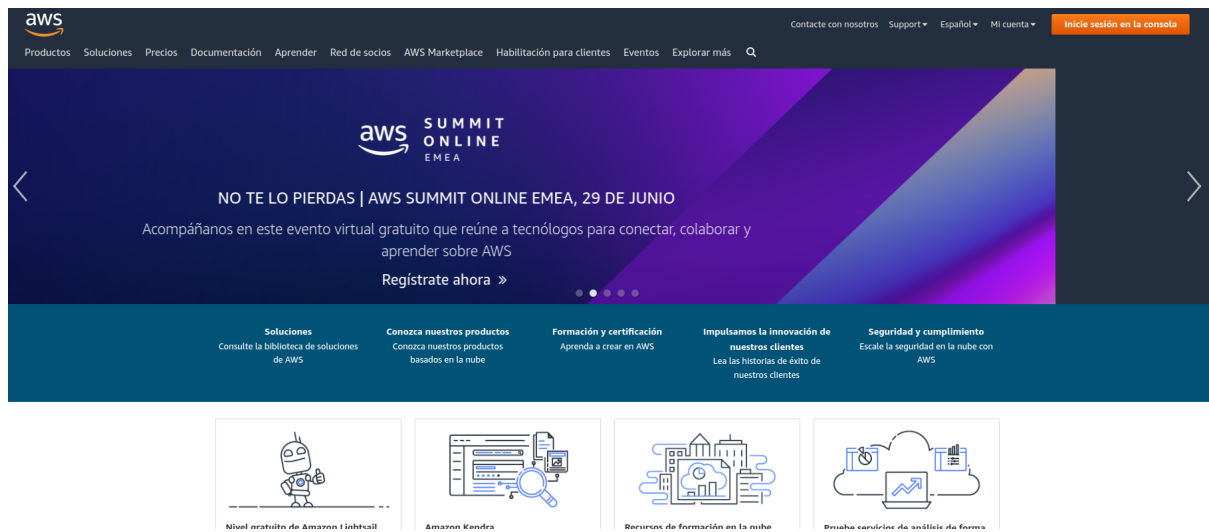 aws
Contacte con nosotros Support Español Mi cuenta Inicie sesión en la consola
Productos Soluciones Precios Documentación Aprender Red de socios AWS Marketplace Habilitación para clientes Eventos Explorar más
aws SUMMIT
ONLINE
EMEA
NO TE LO PIERDAS | AWS SUMMIT ONLINE EMEA, 29 DE JUNIO
Acompáñanos en este evento virtual gratuito que reúne a tecnólogos para conectar, colaborar y
aprender sobre AWS
Regístrate ahora »
Soluciones
Consulte la biblioteca de soluciones
de AWS
Conozca nuestros productos
Conozca nuestros productos
basados en la nube
Formación y certificación
Aprenda a crear en AWS
Impulsamos la innovación de
nuestros clientes
Lea las historias de éxito de
nuestros clientes
Seguridad y cumplimiento
Escale la seguridad en la nube con
AWS
Nivel gratuito de Amazon Lightsail
Amazon Kendra
Recursos de formación en la nube
Pruebe servicios de análisis de forma